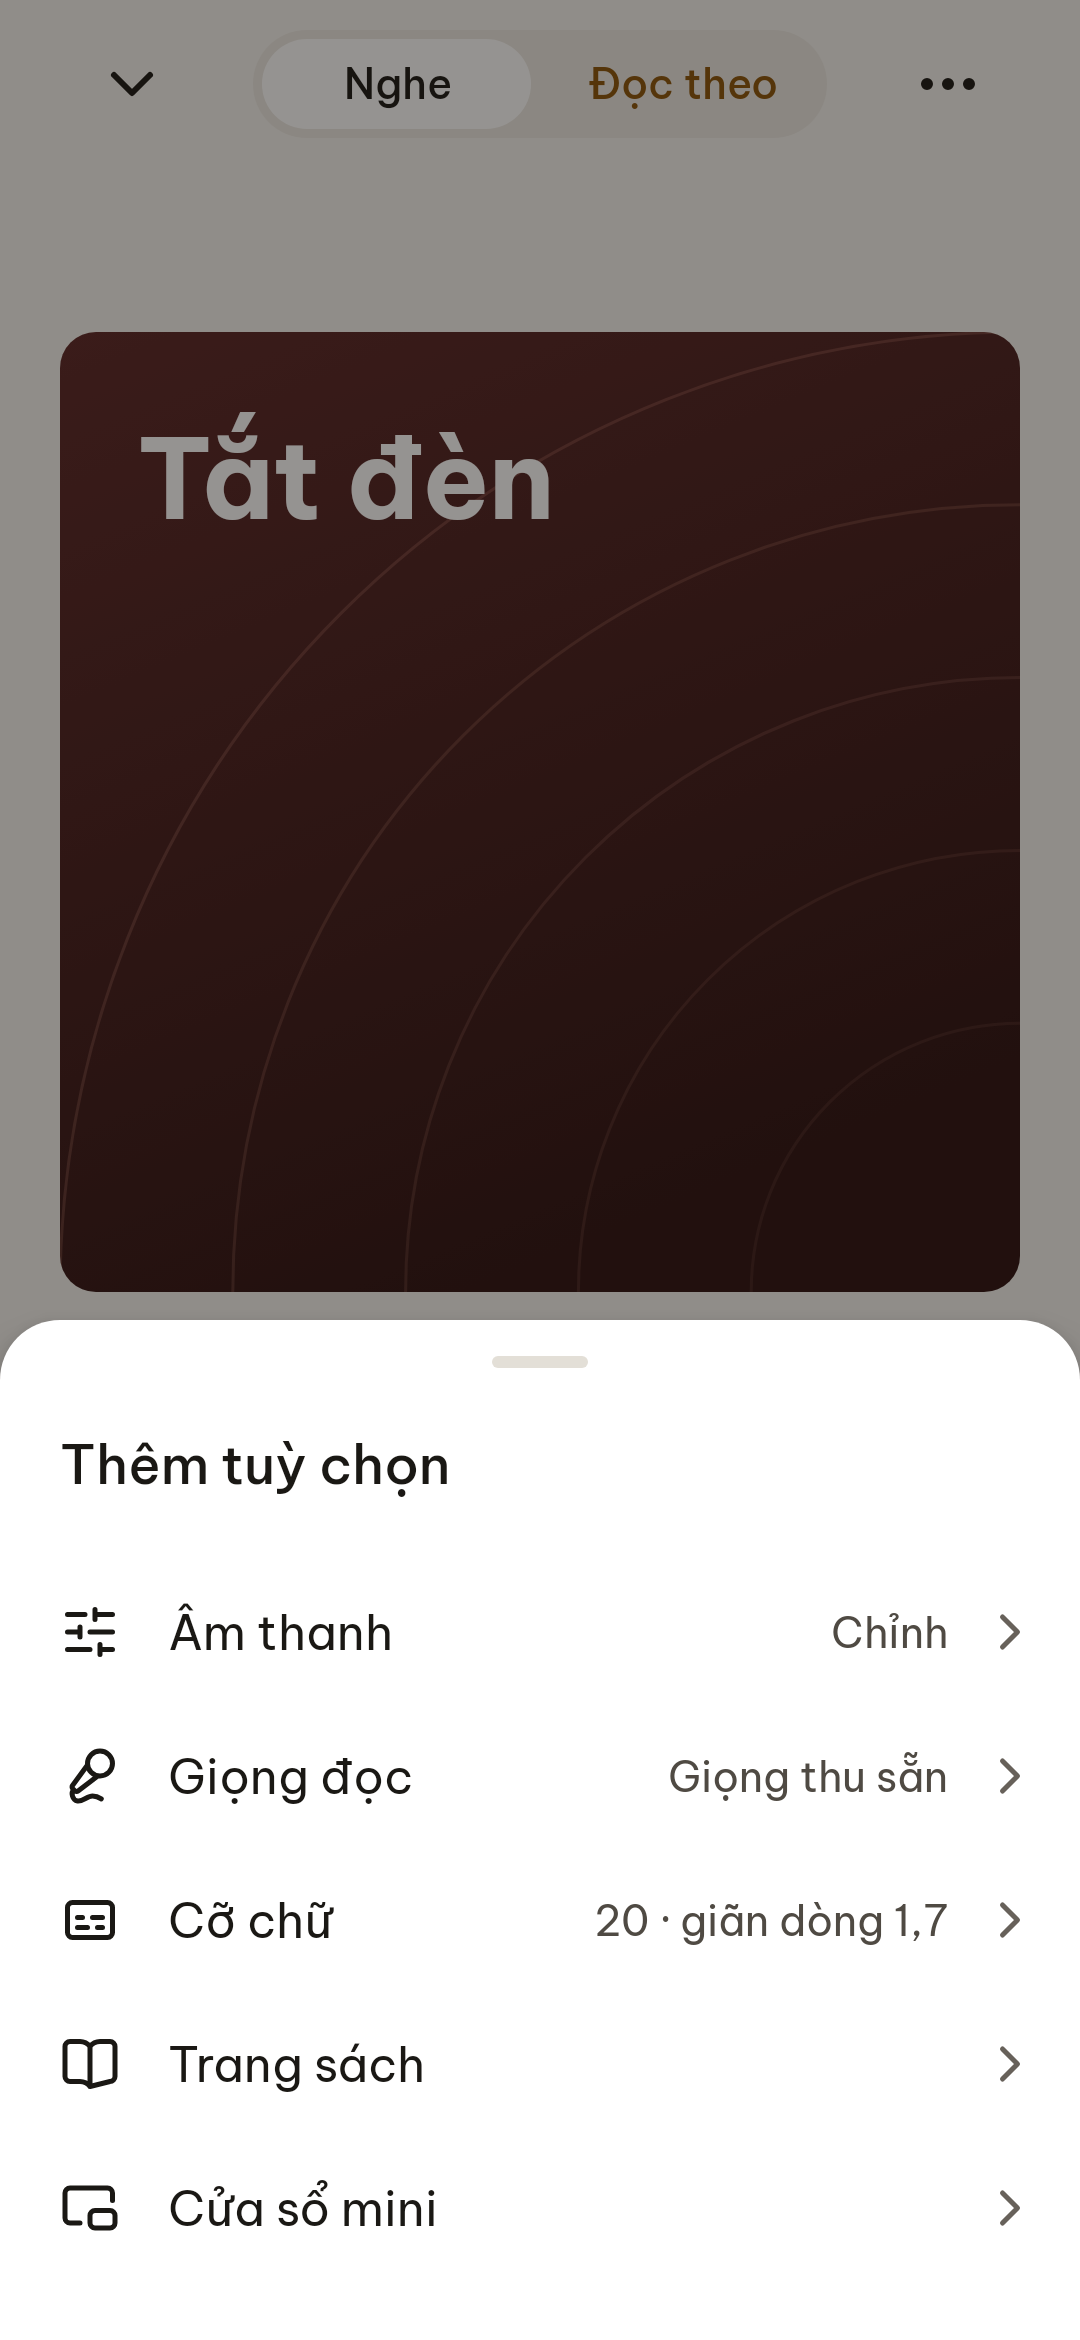 Nghe Đọc theo
Tắt đèn
Thêm tuỳ chọn
Âm thanh Chỉnh
Giọng đọc Giọng thu sẵn
Cỡ chữ 20 · giãn dòng 1,7
Trang sách
Cửa sổ mini